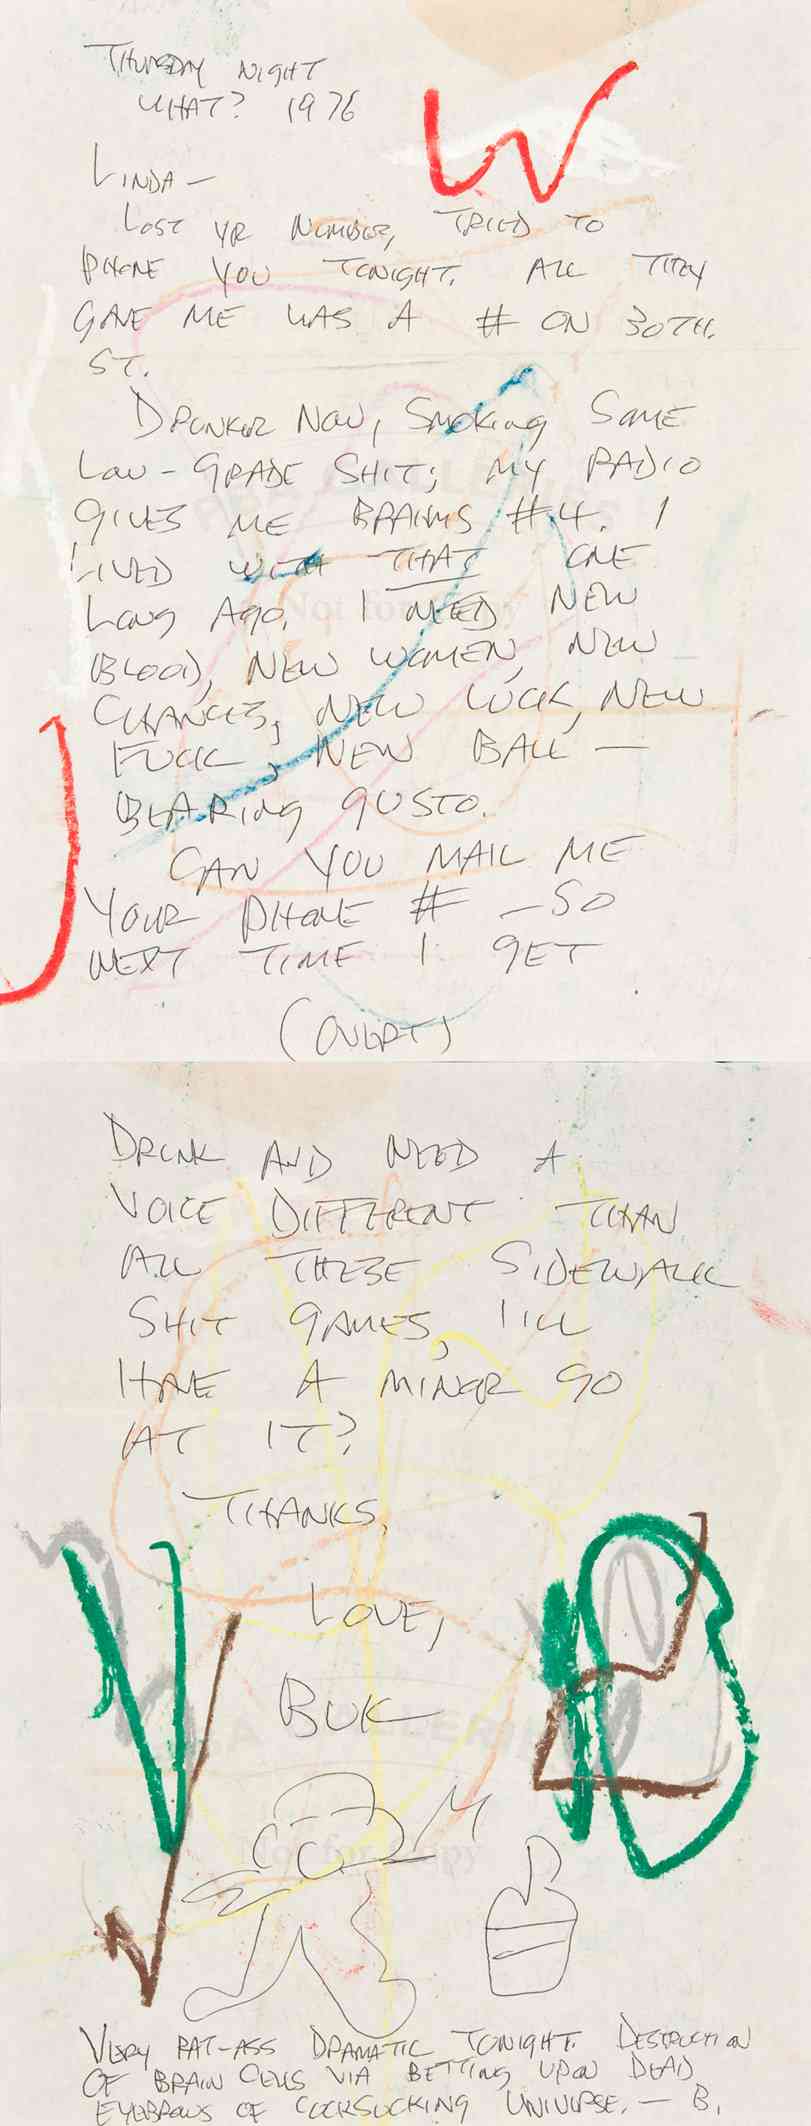 THURSDAY NIGHT
WHAT? 1976
LINDA —
LOST YR NUMBER, TRIED TO
PHONE YOU TONIGHT. ALL THEY
GAVE ME WAS A # ON 30TH.
ST.
DRUNKER NOW, SMOKING SOME
LOW-GRADE SHIT; MY RADIO
GIVES ME BRAHMS #4. I
LIVED WITH THAT ONE
LONG AGO. I NEED NEW
BLOOD, NEW WOMEN, NEW
CHANCES, NEW LUCK, NEW
FUCK, NEW BALL —
BEARING GUSTO.
CAN YOU MAIL ME
YOUR PHONE # — SO
NEXT TIME I GET
(OVER)
DRUNK AND NEED A
VOICE DIFFERENT THAN
ALL THESE SIDEWALK
SHIT GAMES, I'LL
HAVE A MINOR GO
AT IT?
THANKS,
LOVE,
BUK
VERY RAT-ASS DRAMATIC TONIGHT. DESTRUCTION
OF BRAIN CELLS VIA BETTING UPON DEAD
EYEBROWS OF COCKSUCKING UNIVERSE. — B.